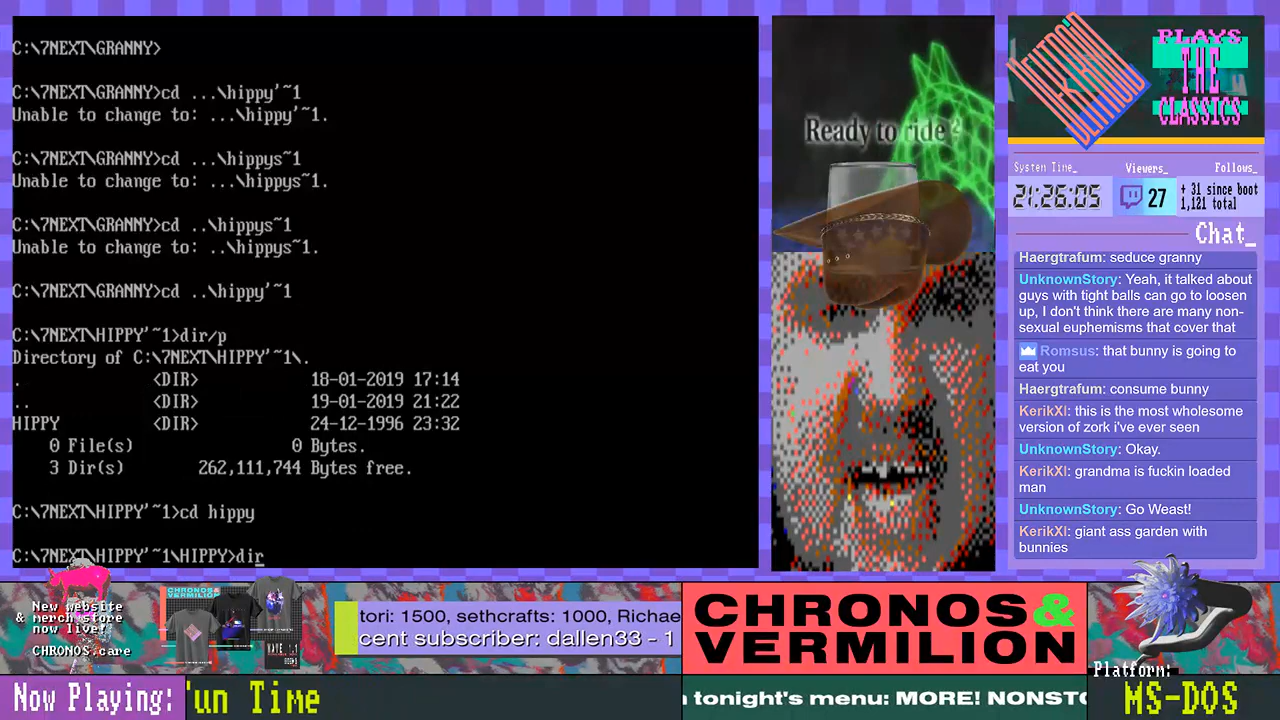 C:\7NEXT\GRANNY>
C:\7NEXT\GRANNY>cd ...\hippy'~1
Unable to change to: ...\hippy'~1.
C:\7NEXT\GRANNY>cd ...\hippys~1
Unable to change to: ...\hippys~1.
C:\7NEXT\GRANNY>cd ..\hippys~1
Unable to change to: ..\hippys~1.
C:\7NEXT\GRANNY>cd ..\hippy'~1
C:\7NEXT\HIPPY'~1>dir/p
Directory of C:\7NEXT\HIPPY'~1\.
. <DIR> 18-01-2019 17:14
.. <DIR> 19-01-2019 21:22
HIPPY <DIR> 24-12-1996 23:32
0 File(s) 0 Bytes.
3 Dir(s) 262,111,744 Bytes free.
C:\7NEXT\HIPPY'~1>cd hippy
C:\7NEXT\HIPPY'~1\HIPPY>dir
Ready to ride?
PLAYS
THE
CLASSICS
System Time_
Viewers_
Follows_
21:26:05
27
+ 31 since boot
1,121 total
Chat_
Haergtrafum: seduce granny
UnknownStory: Yeah, it talked about
guys with tight balls can go to loosen
up, I don't think there are many non-
sexual euphemisms that cover that
Romsus: that bunny is going to
eat you
Haergtrafum: consume bunny
KerikXI: this is the most wholesome
version of zork i've ever seen
UnknownStory: Okay.
KerikXI: grandma is fuckin loaded
man
UnknownStory: Go Weast!
KerikXI: giant ass garden with
bunnies
New website
& merch store
now live!
CHRONOS.care
tori: 1500, sethcrafts: 1000, Richae
cent subscriber: dallen33 - 1
CHRONOS&
VERMILION
Platform:
MS-DOS
Now Playing:
'un Time
tonight's menu: MORE! NONSTO